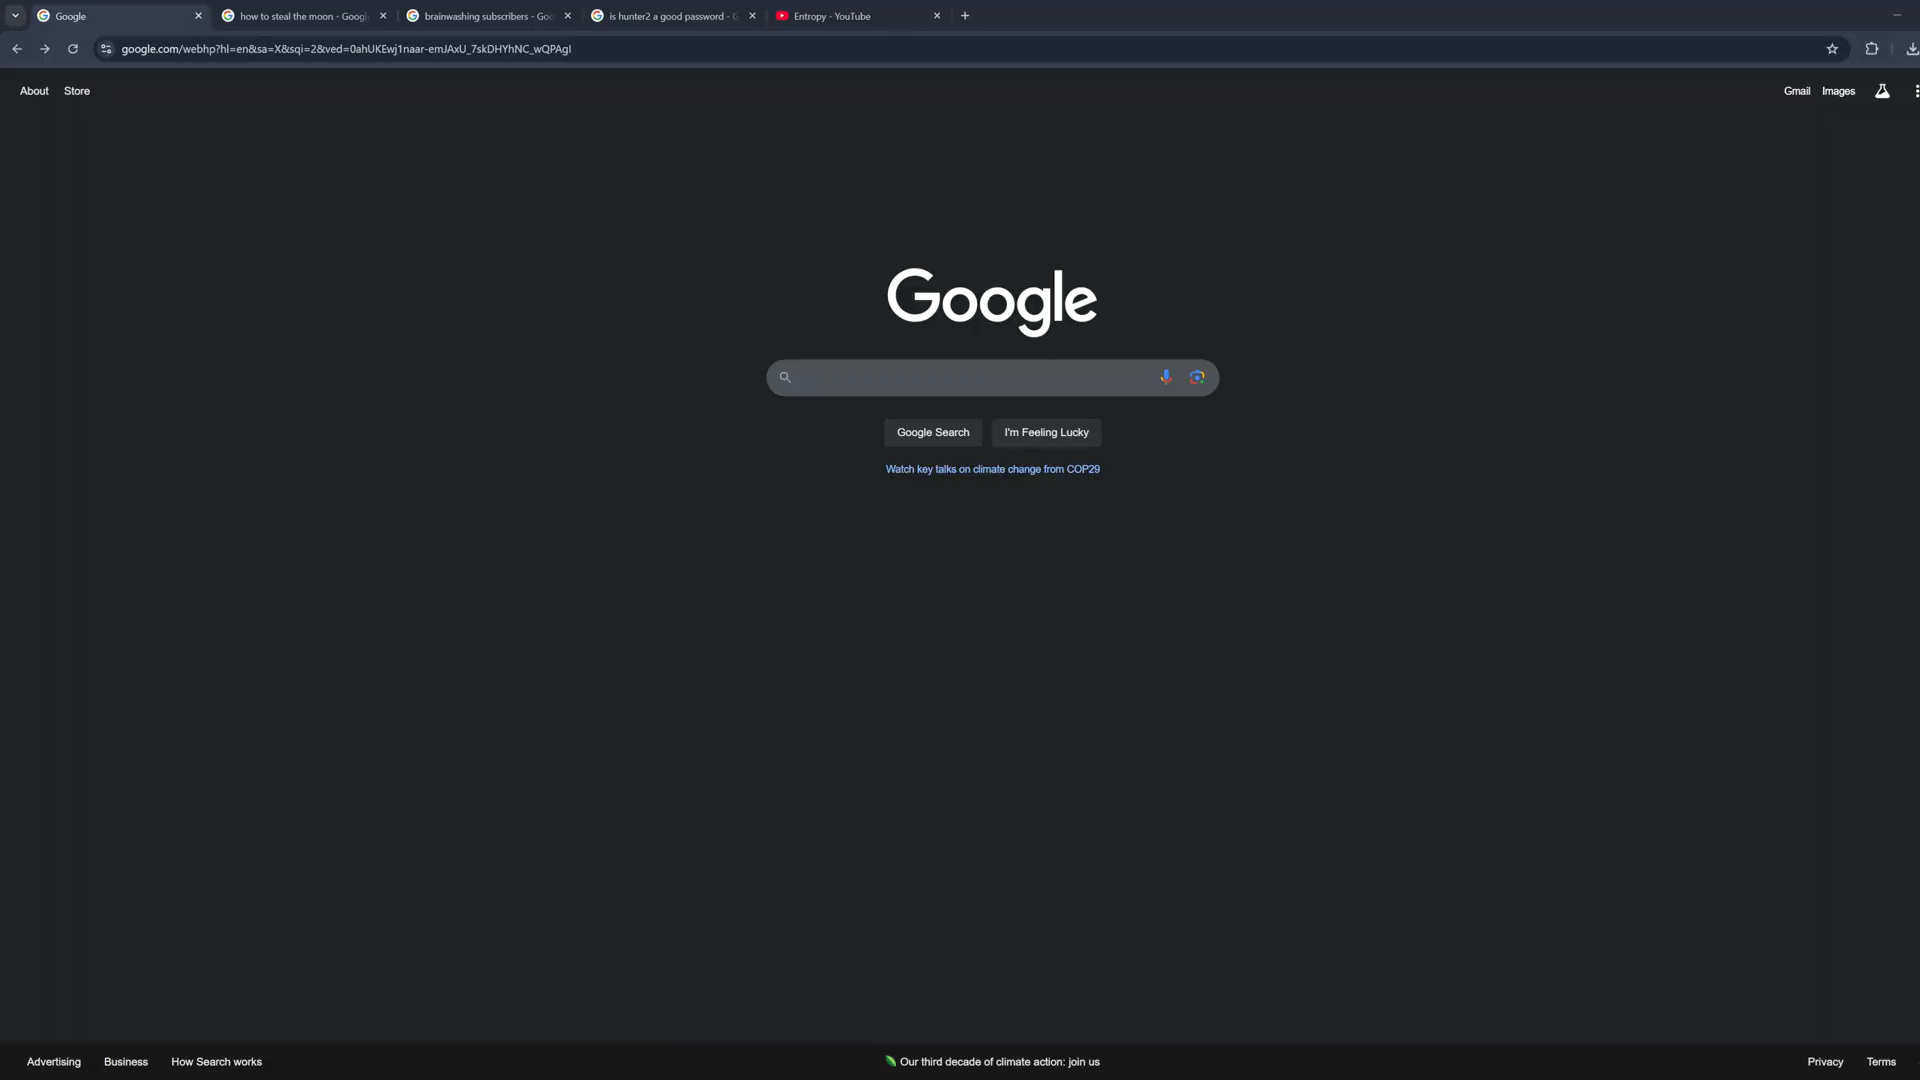 Google
how to steal the moon - Googl
brainwashing subscribers - Goo
is hunter2 a good password - G
Entropy - YouTube
google.com/webhp?hl=en&sa=X&sqi=2&ved=0ahUKEwj1naar-emJAxU_7skDHYhNC_wQPAgI
About
Store
Gmail
Images
Google
Google Search
I'm Feeling Lucky
Watch key talks on climate change from COP29
Advertising
Business
How Search works
Our third decade of climate action: join us
Privacy
Terms